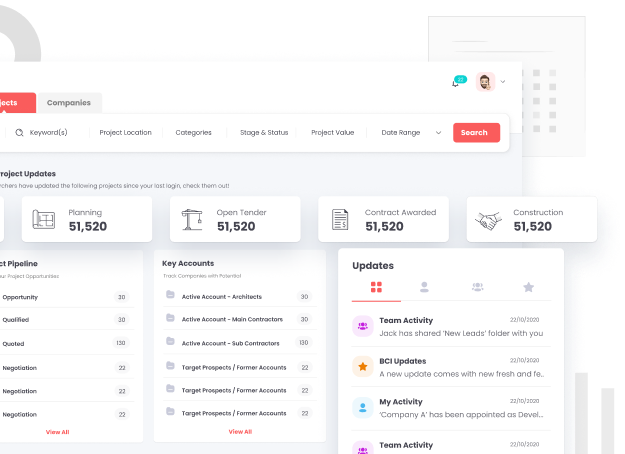 22
jects
Companies
Keyword(s)
Project Location
Categories
Stage & Status
Project Value
Date Range
Search
roject Updates
rchers have updated the following projects since your last login, check them out!
Planning
51,520
Open Tender
51,520
Contract Awarded
51,520
Construction
51,520
ct Pipeline
ur Project Opportunities
Opportunity 30
Qualified 30
Quoted 130
Negotiation 22
Negotiation 22
Negotiation 22
View All
Key Accounts
Track Companies with Potential
Active Account - Architects 30
Active Account - Main Contractors 30
Active Account - Sub Contractors 130
Target Prospects / Former Accounts 22
Target Prospects / Former Accounts 22
Target Prospects / Former Accounts 22
View All
Updates
Team Activity 22/10/2020
Jack has shared 'New Leads' folder with you
BCI Updates 22/10/2020
A new update comes with new fresh and fe..
My Activity 22/10/2020
'Company A' has been appointed as Devel...
Team Activity 22/10/2020